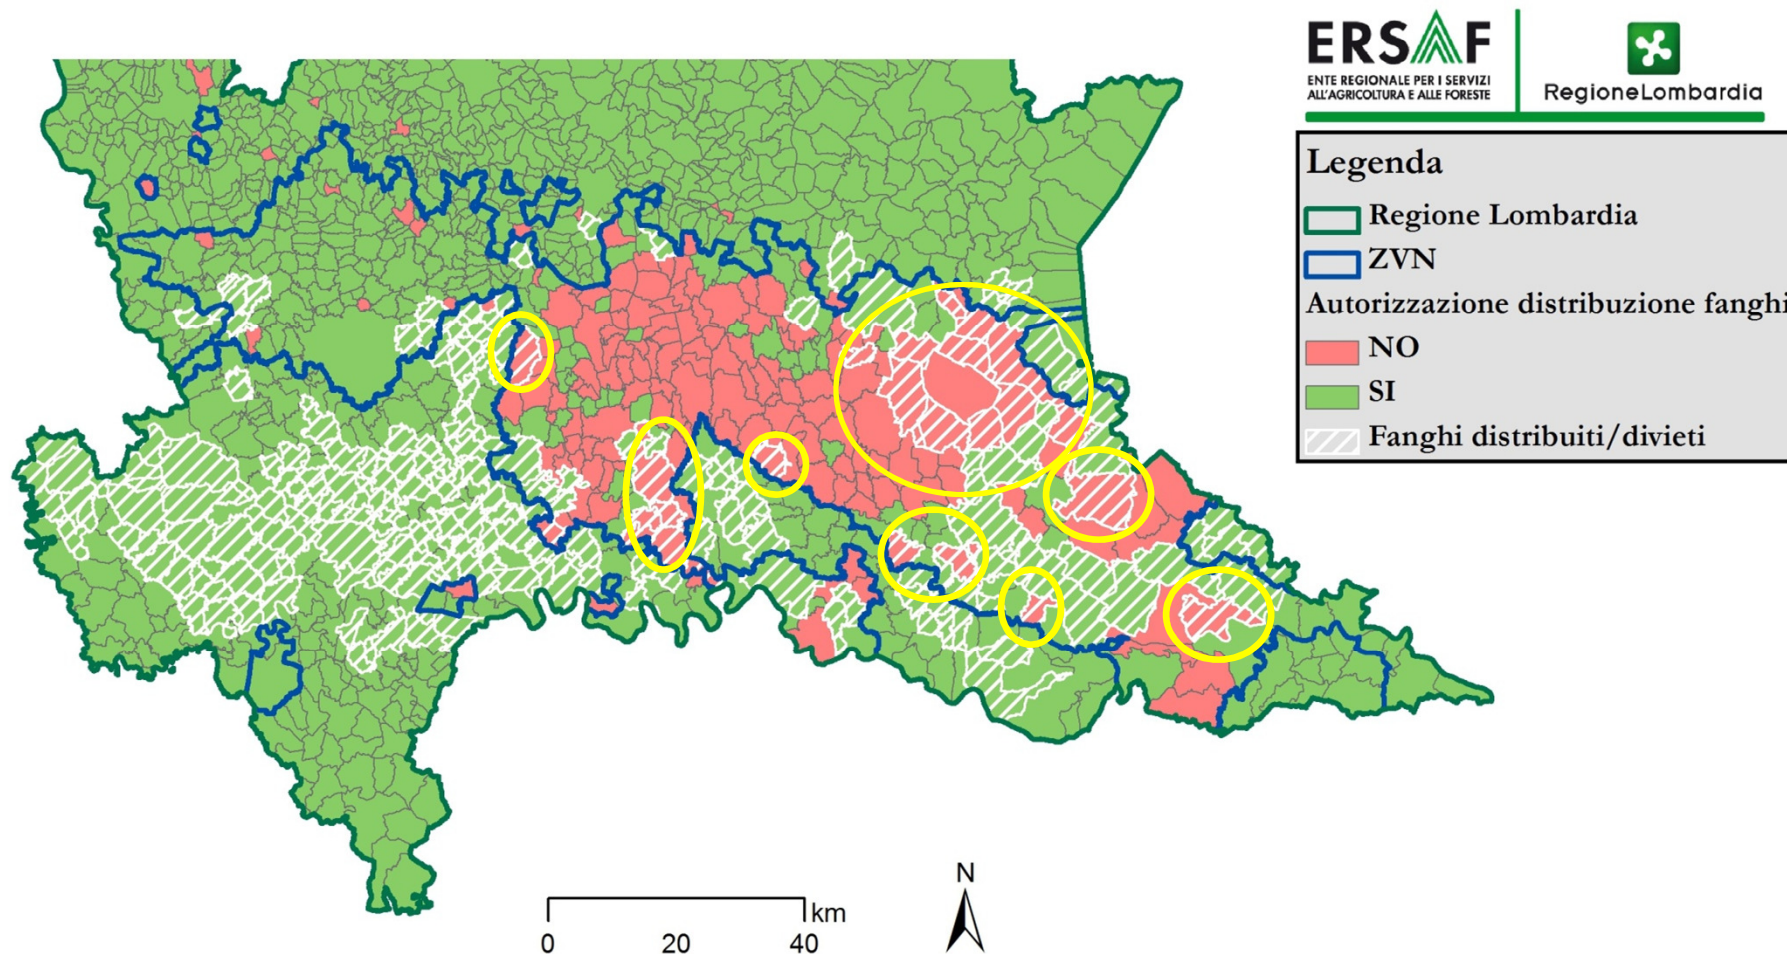 ERSAF
ENTE REGIONALE PER I SERVIZI
ALL'AGRICOLTURA E ALLE FORESTE
RegioneLombardia
Legenda
Regione Lombardia
ZVN
Autorizzazione distribuzione fanghi
NO
SI
Fanghi distribuiti/divieti
N
km
0 20 40